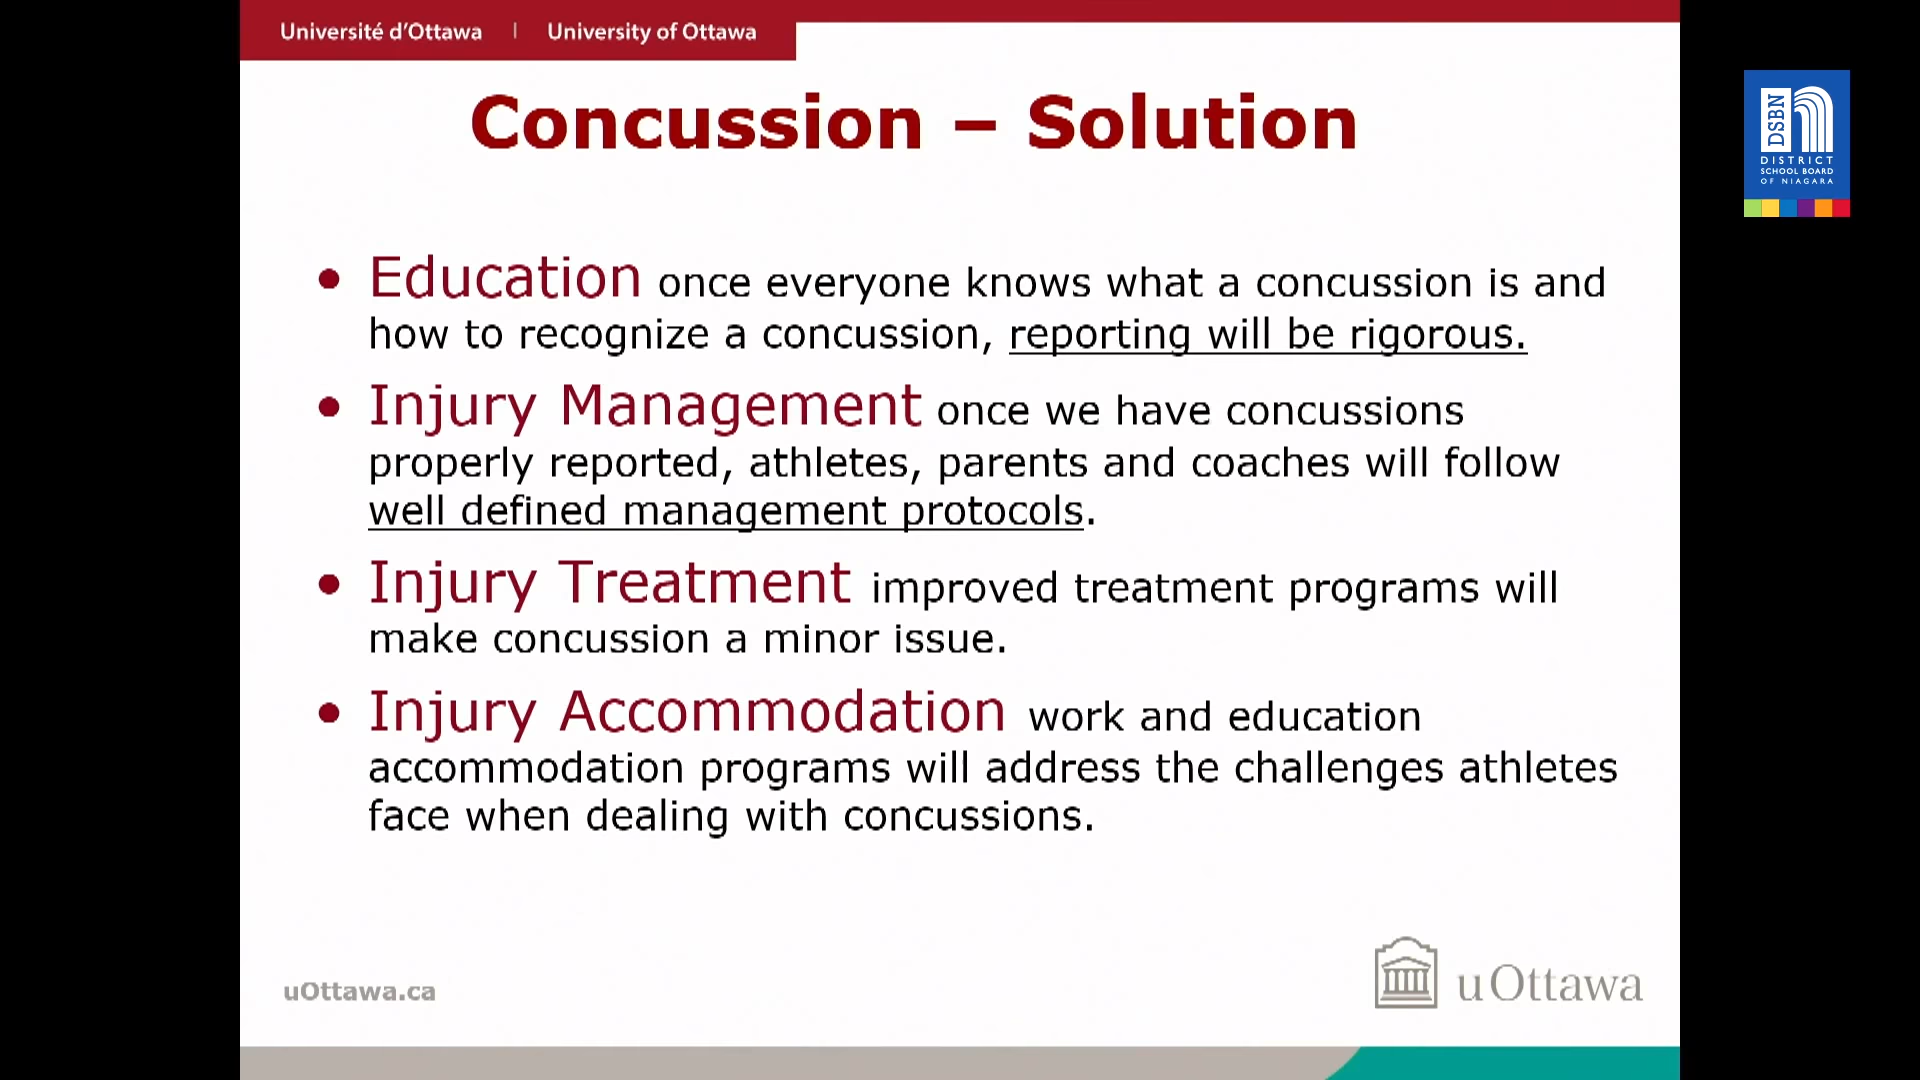 Université d'Ottawa | University of Ottawa
Concussion – Solution
• Education once everyone knows what a concussion is and
how to recognize a concussion, reporting will be rigorous.
• Injury Management once we have concussions
properly reported, athletes, parents and coaches will follow
well defined management protocols.
• Injury Treatment improved treatment programs will
make concussion a minor issue.
• Injury Accommodation work and education
accommodation programs will address the challenges athletes
face when dealing with concussions.
uOttawa.ca
uOttawa
DSBN
DISTRICT
SCHOOL BOARD
OF NIAGARA